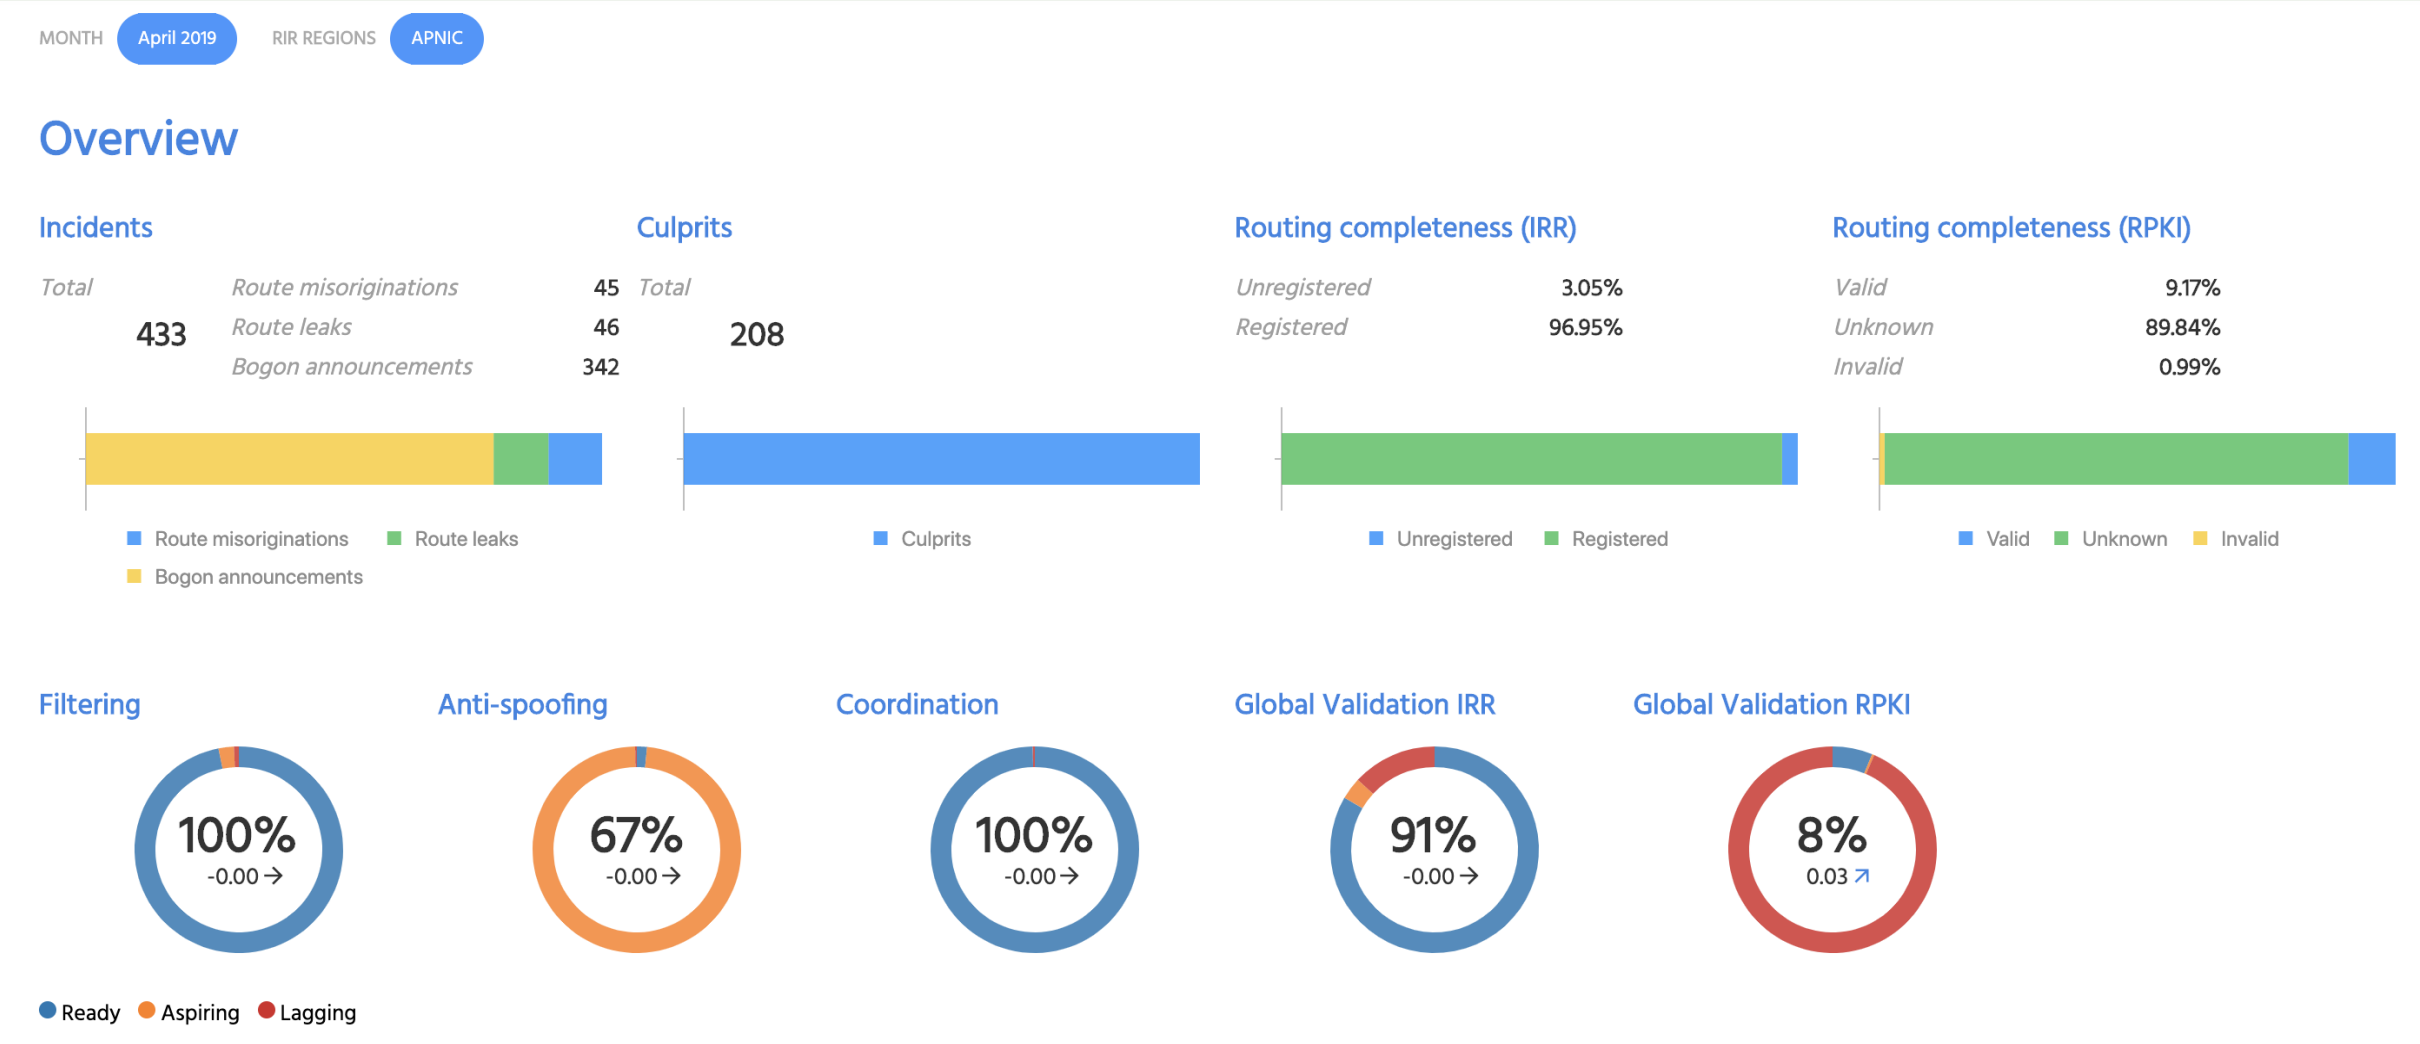 MONTH April 2019 RIR REGIONS APNIC
Overview
Incidents
Total
433
Route misoriginations 45
Route leaks 46
Bogon announcements 342
Route misoriginations Route leaks
Bogon announcements
Culprits
Total
208
Culprits
Routing completeness (IRR)
Unregistered 3.05%
Registered 96.95%
Unregistered Registered
Routing completeness (RPKI)
Valid 9.17%
Unknown 89.84%
Invalid 0.99%
Valid Unknown Invalid
Filtering
100%
-0.00→
Anti-spoofing
67%
-0.00→
Coordination
100%
-0.00→
Global Validation IRR
91%
-0.00→
Global Validation RPKI
8%
0.03↗
Ready Aspiring Lagging